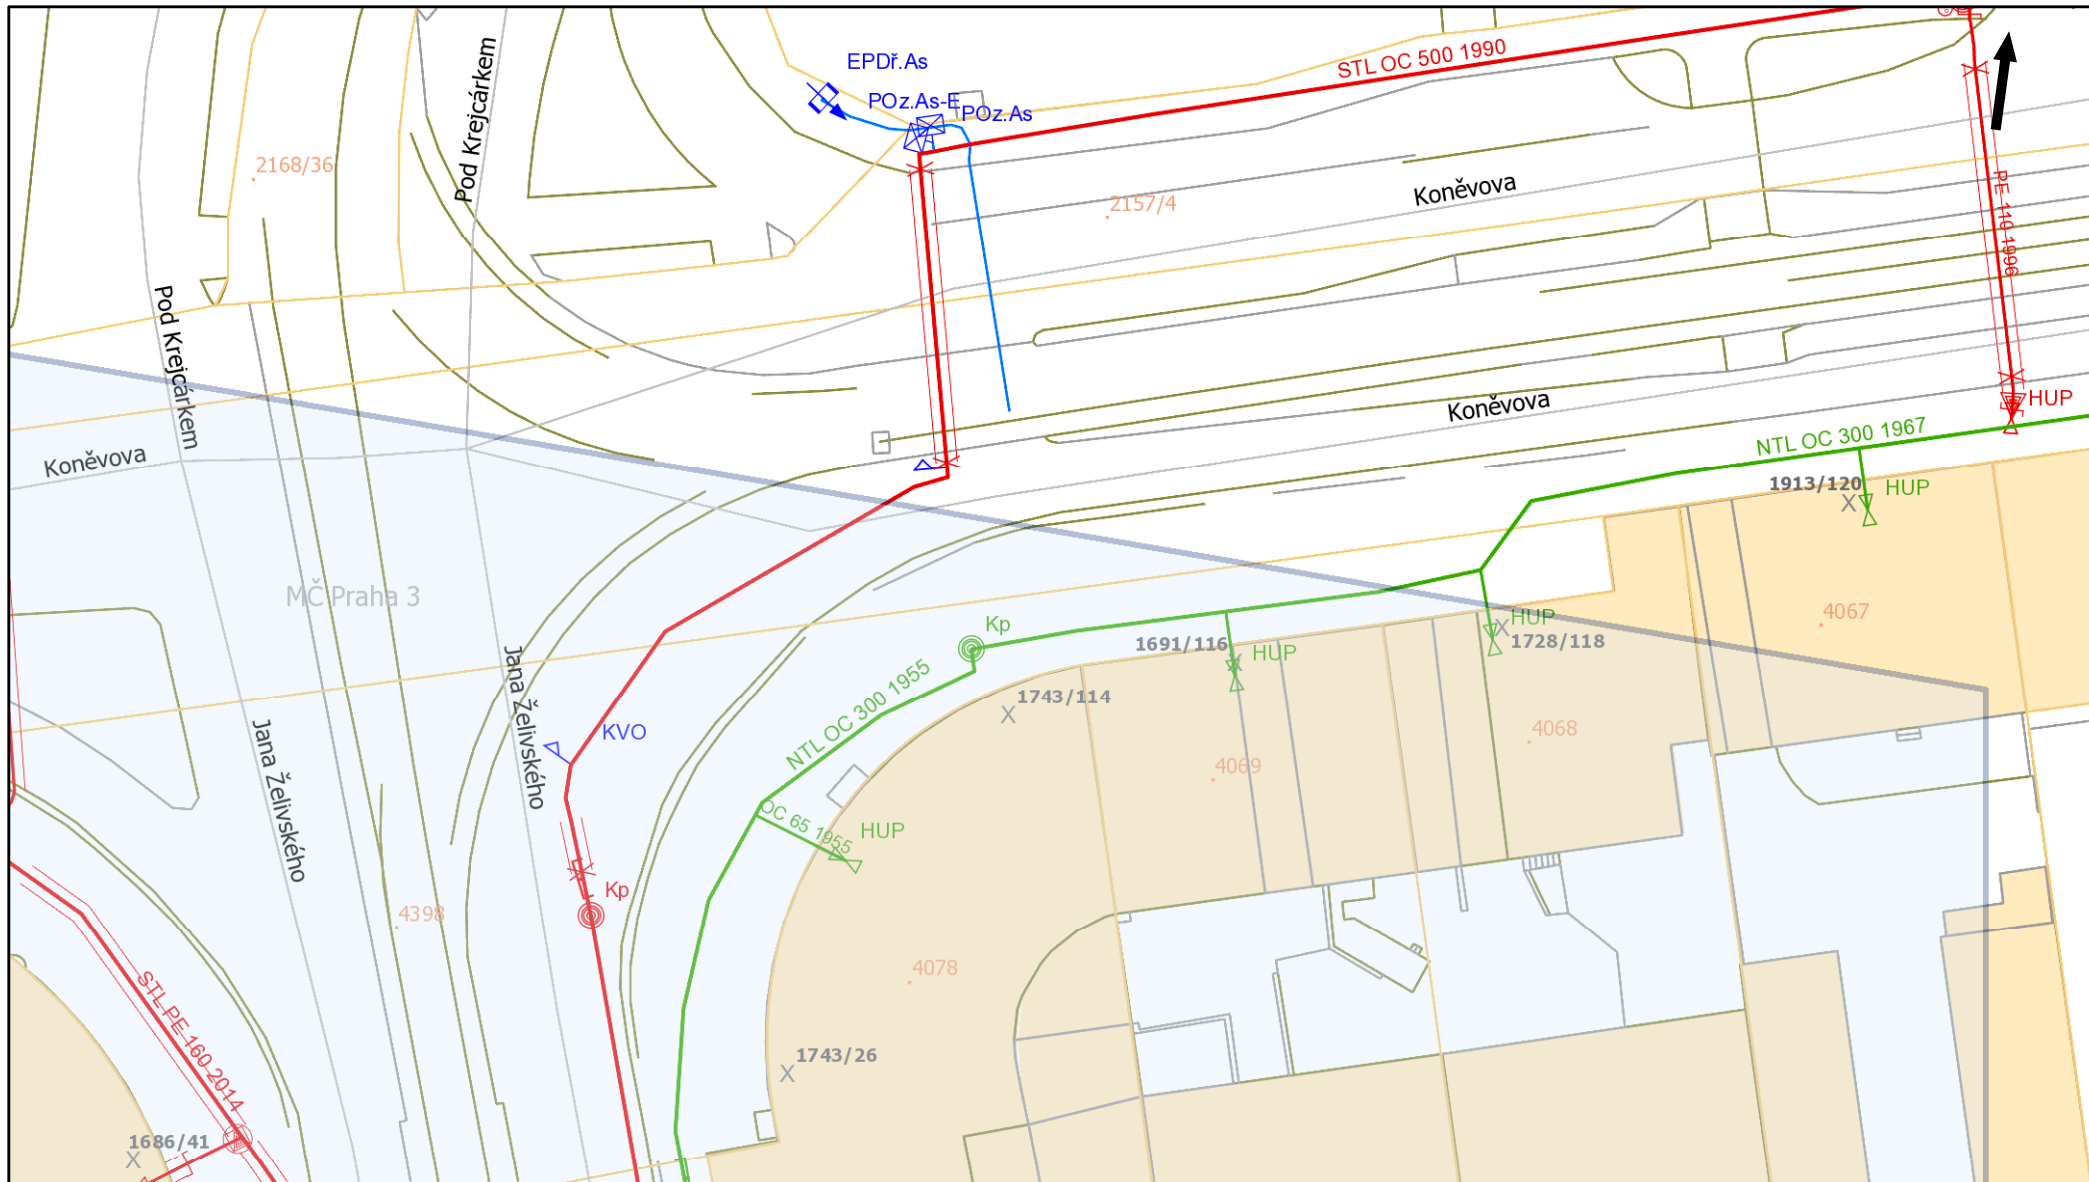 EPDř.As
POz.As-E
POz.As
STL OC 500 1990
Pod Krejcárkem
2168/36
2157/4
Koněvova
PE 110 1996
Pod Krejcárkem
HUP
Koněvova
NTL OC 300 1967
Koněvova
1913/120
HUP
MČ Praha 3
4067
Kp
HUP
1728/118
1691/116
HUP
Jana Želivského
1743/114
NTL OC 300 1955
KVO
4068
4069
Jana Želivského
OC 65 1955
HUP
Kp
4398
4078
STL PE 160 2014
1743/26
1686/41